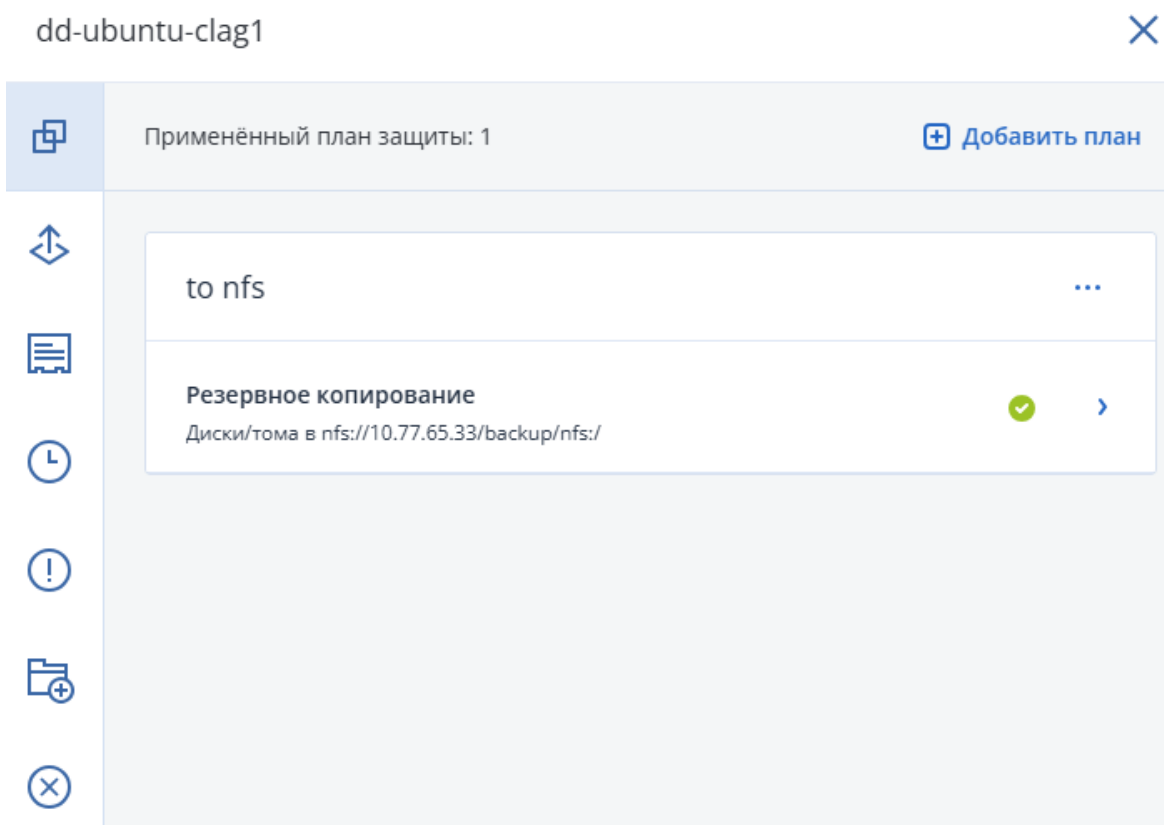 dd-ubuntu-clag1
Применённый план защиты: 1
Добавить план
to nfs
Резервное копирование
Диски/тома в nfs://10.77.65.33/backup/nfs:/